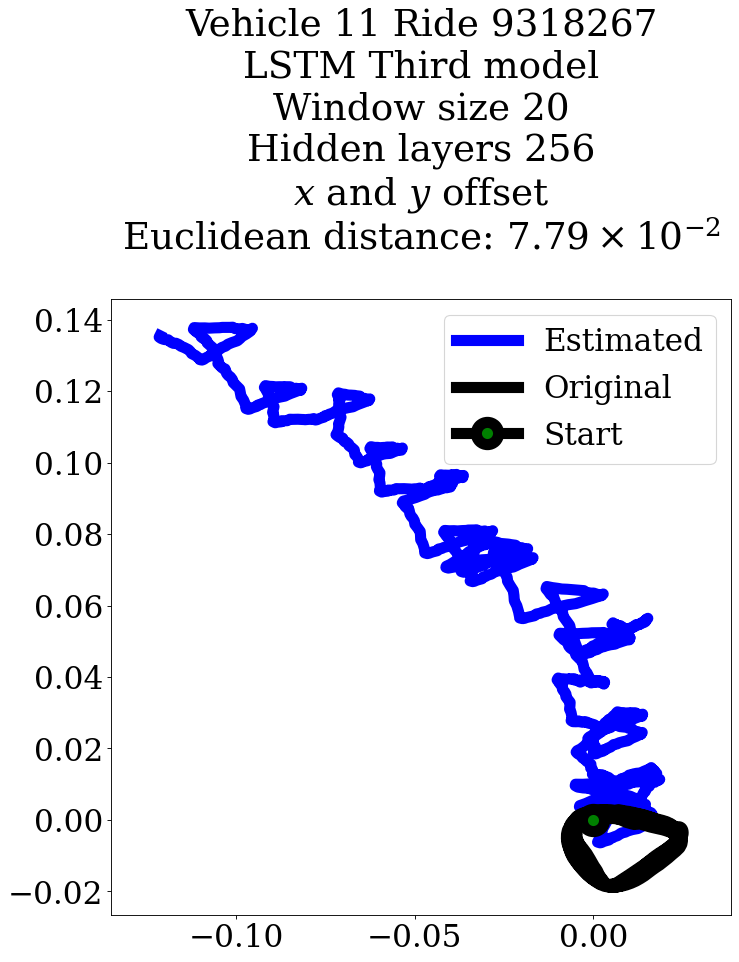 Vehicle 11 Ride 9318267
LSTM Third model
Window size 20
Hidden layers 256
x and y offset
Euclidean distance: 7.79 × 10⁻²
Estimated
Original
Start
0.14
0.12
0.10
0.08
0.06
0.04
0.02
0.00
−0.02
−0.10
−0.05
0.00